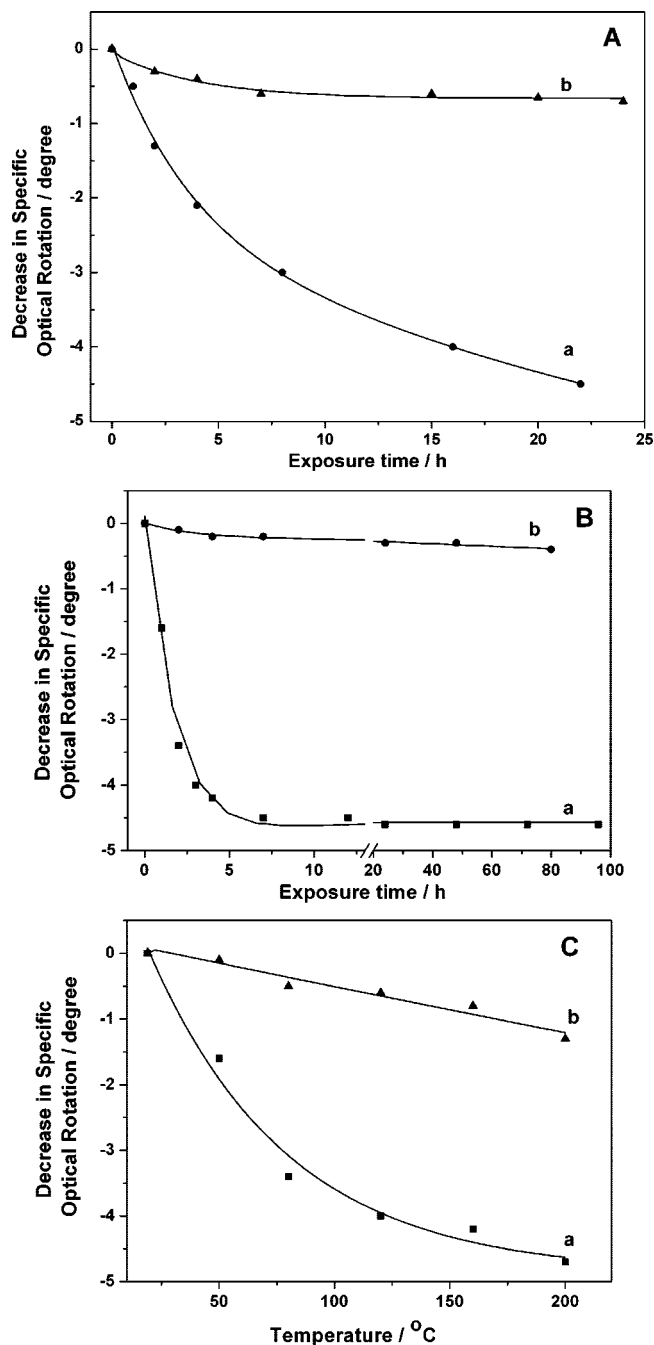 A
Decrease in Specific
Optical Rotation / degree
0
-1
-2
-3
-4
-5
b
a
0 5 10 15 20 25
Exposure time / h
B
Decrease in Specific
Optical Rotation / degree
0
-1
-2
-3
-4
-5
b
a
0 5 10 20 40 60 80 100
Exposure time / h
C
Decrease in Specific
Optical Rotation / degree
0
-1
-2
-3
-4
-5
b
a
50 100 150 200
Temperature / °C